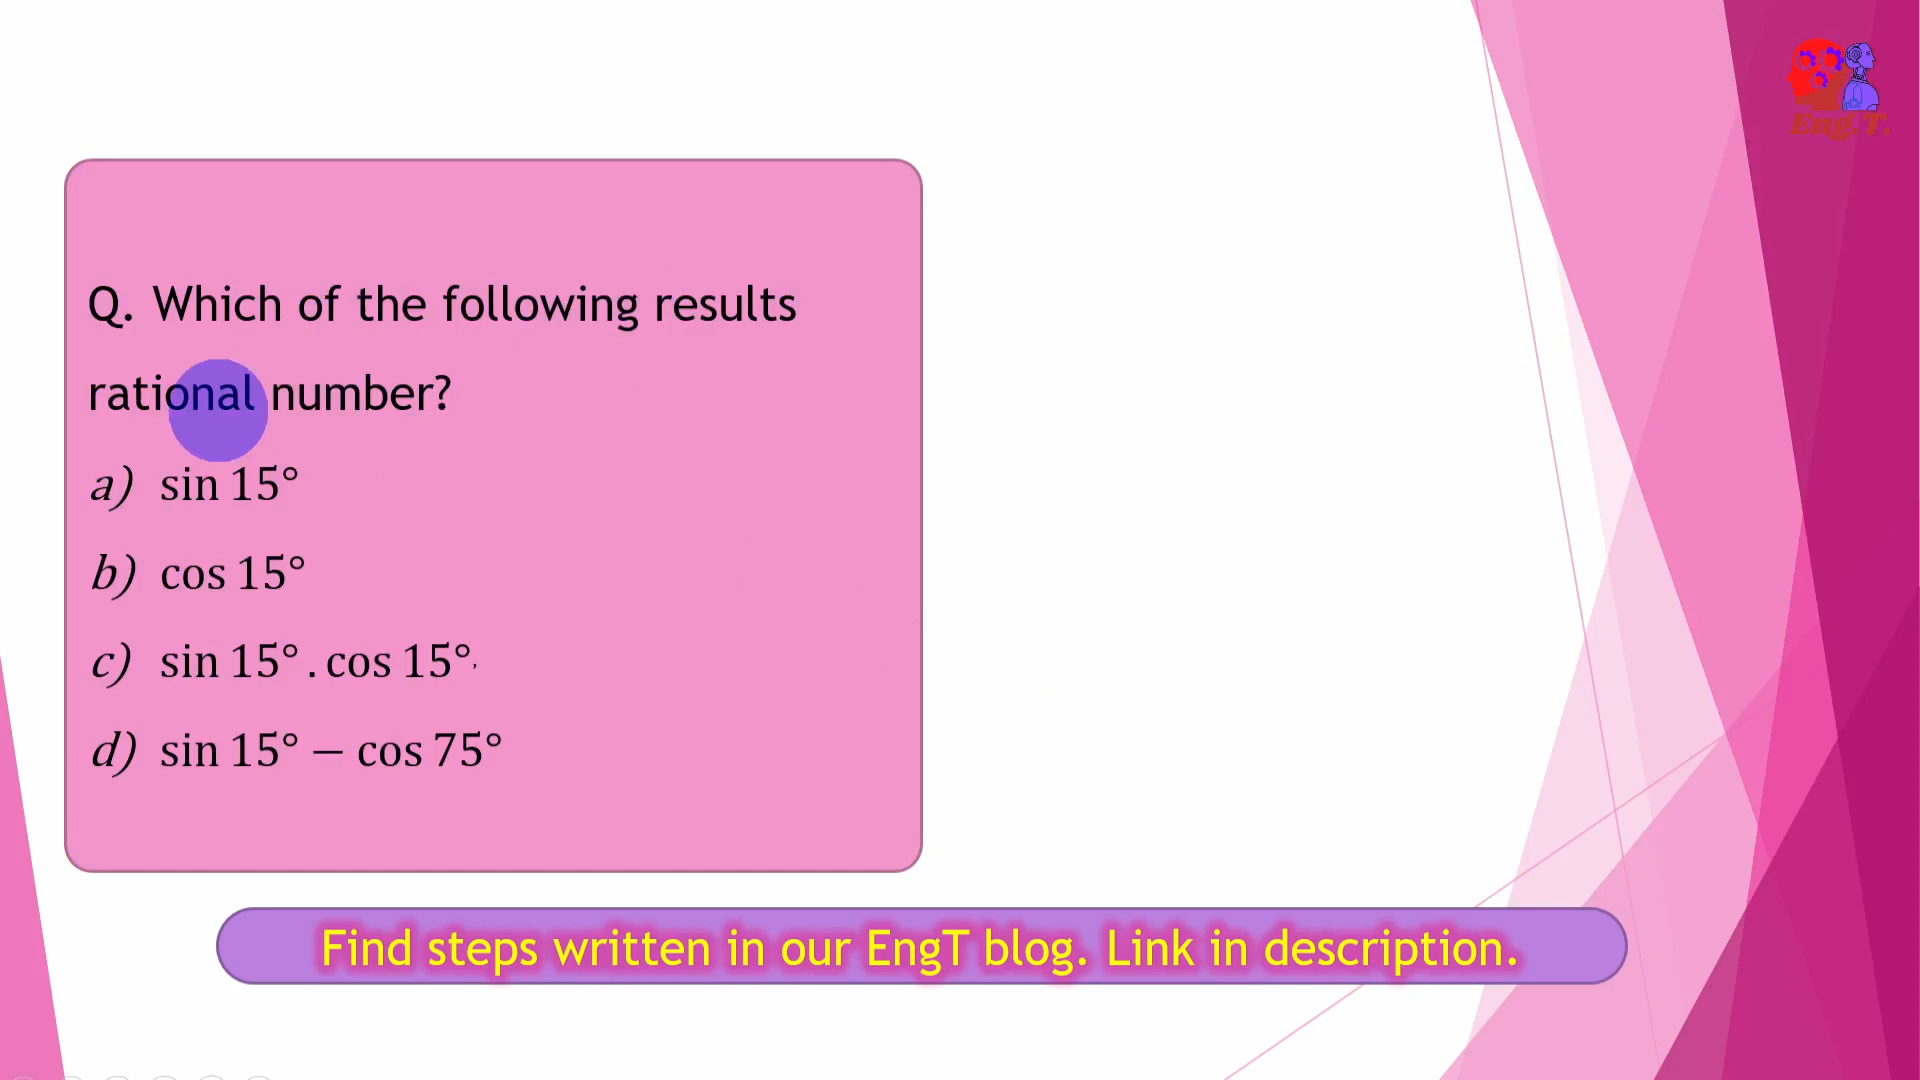 Eng.T.
Q. Which of the following results
rational number?
a) sin 15°
b) cos 15°
c) sin 15° . cos 15°
d) sin 15° − cos 75°
Find steps written in our EngT blog. Link in description.